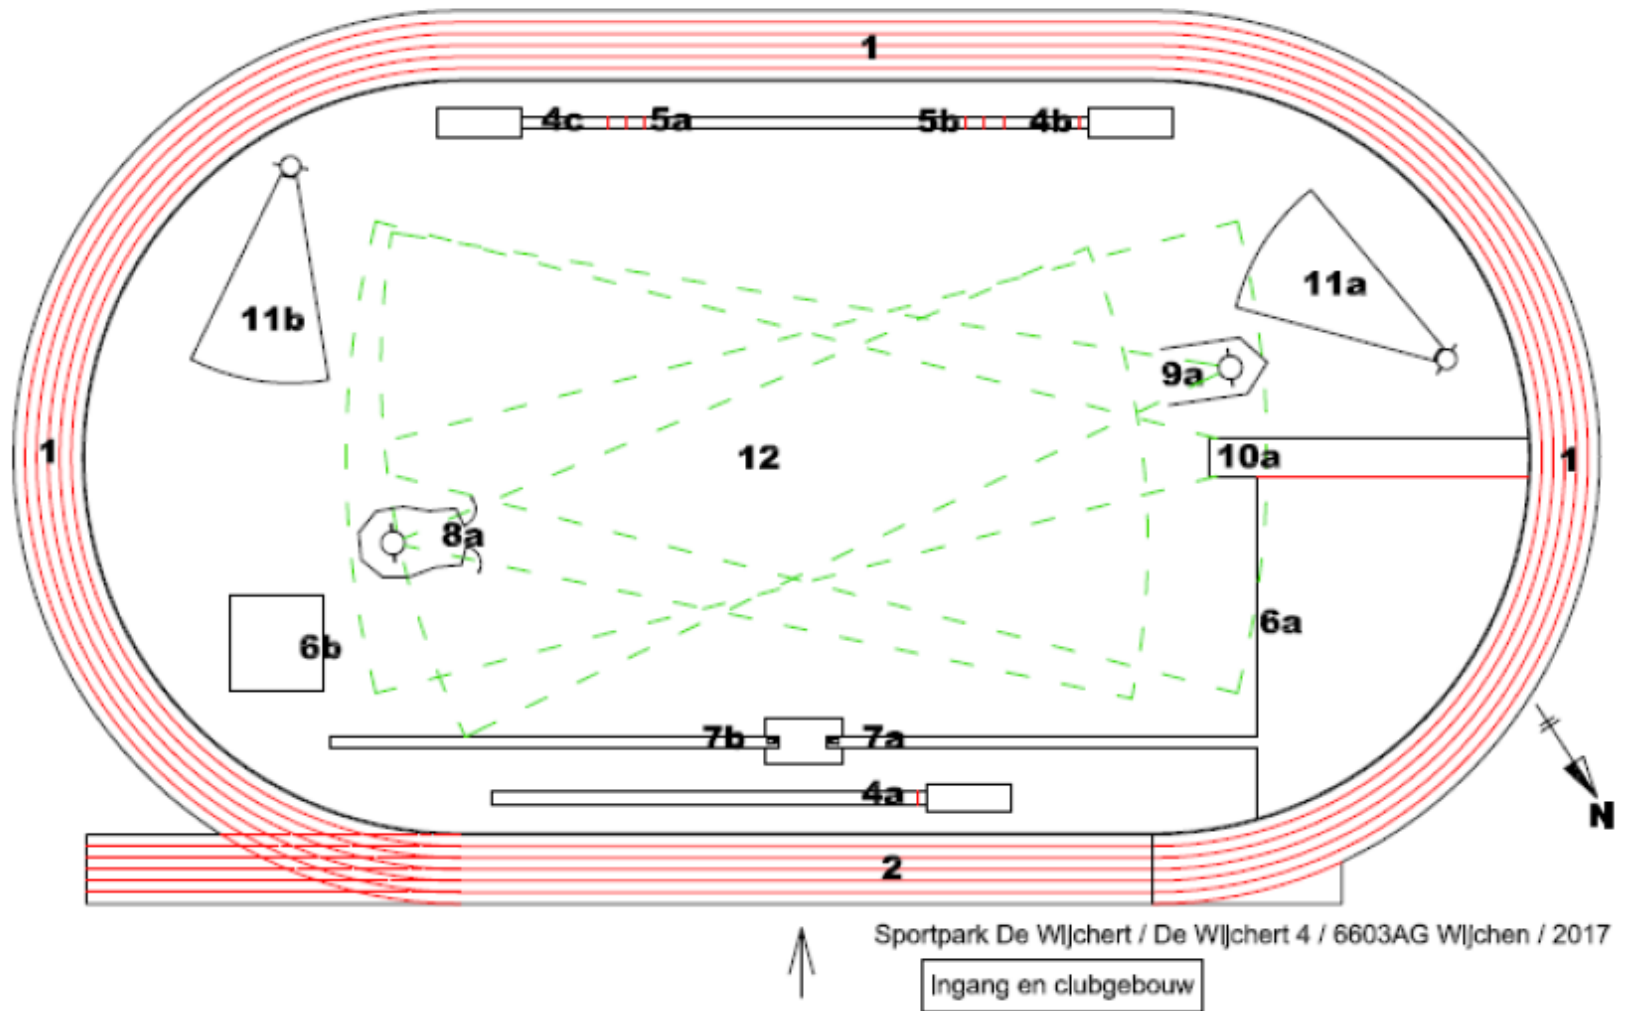 1
4c 5a 5b 4b
11a
11b
9a
1 12 10a 1
8a
6a
6b
7b 7a
4a
N
2
Sportpark De Wijchert / De Wijchert 4 / 6603AG Wijchen / 2017
Ingang en clubgebouw